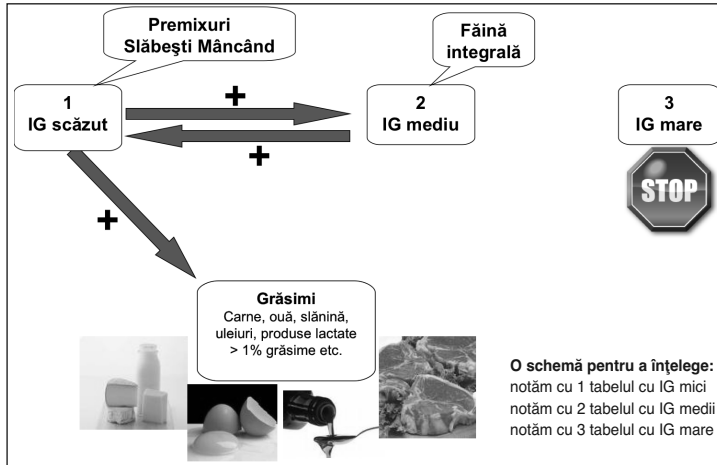 Premixuri
Slăbeşti Mâncând
Făină
integrală
1
IG scăzut
+
+
2
IG mediu
3
IG mare
STOP
+
Grăsimi
Carne, ouă, slănină,
uleiuri, produse lactate
> 1% grăsime etc.
O schemă pentru a înţelege:
notăm cu 1 tabelul cu IG mici
notăm cu 2 tabelul cu IG medii
notăm cu 3 tabelul cu IG mare